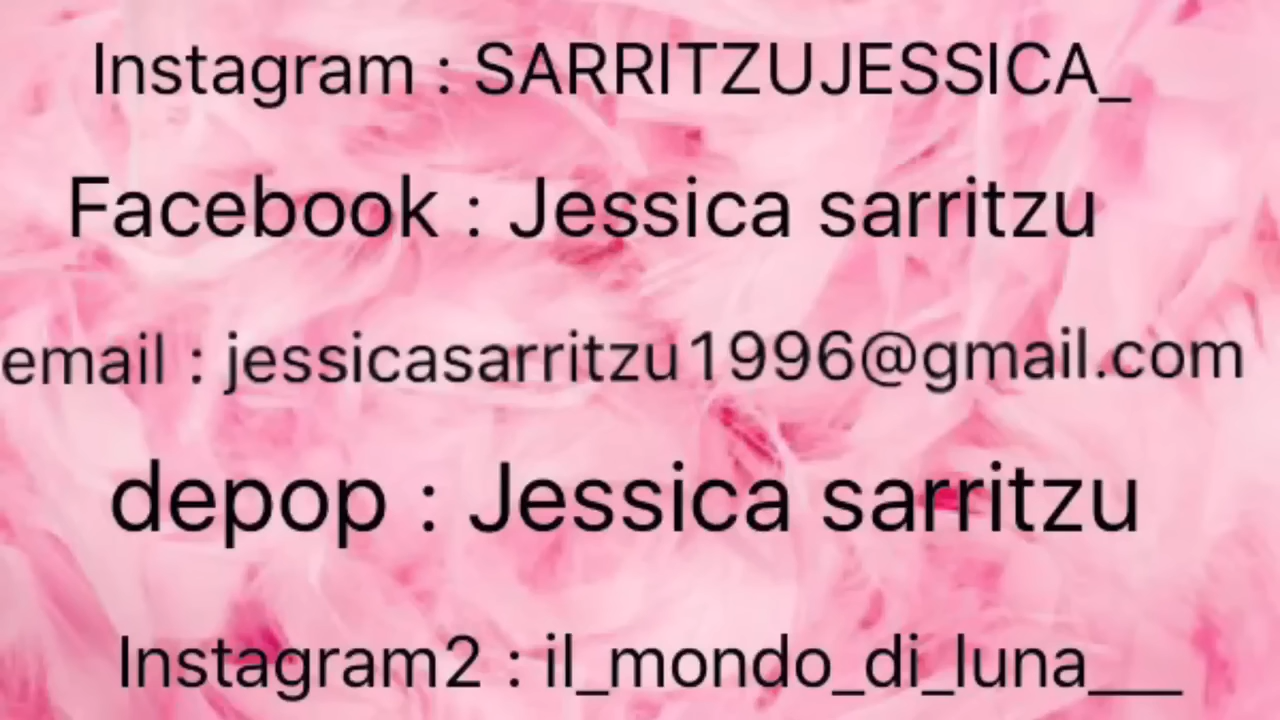 Instagram : SARRITZUJESSICA_
Facebook : Jessica sarritzu
email : jessicasarritzu1996@gmail.com
depop : Jessica sarritzu
Instagram2 : il_mondo_di_luna___